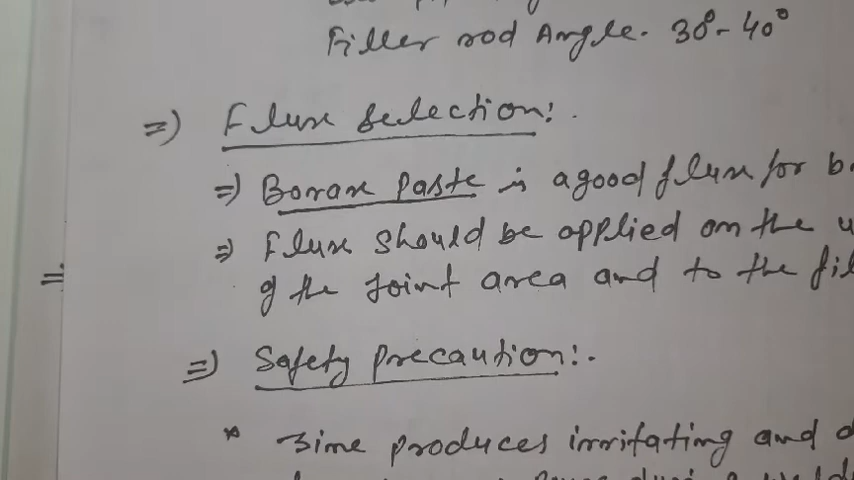 Filler rod Angle. 30°- 40°
⇒) Flux Selection:.
⇒) Borax Paste is a good flux for b
⇒ Flux should be applied on the u
of the Joint area and to the fil
⇒) Safety Precaution:.
* Zinc produces irritating and d